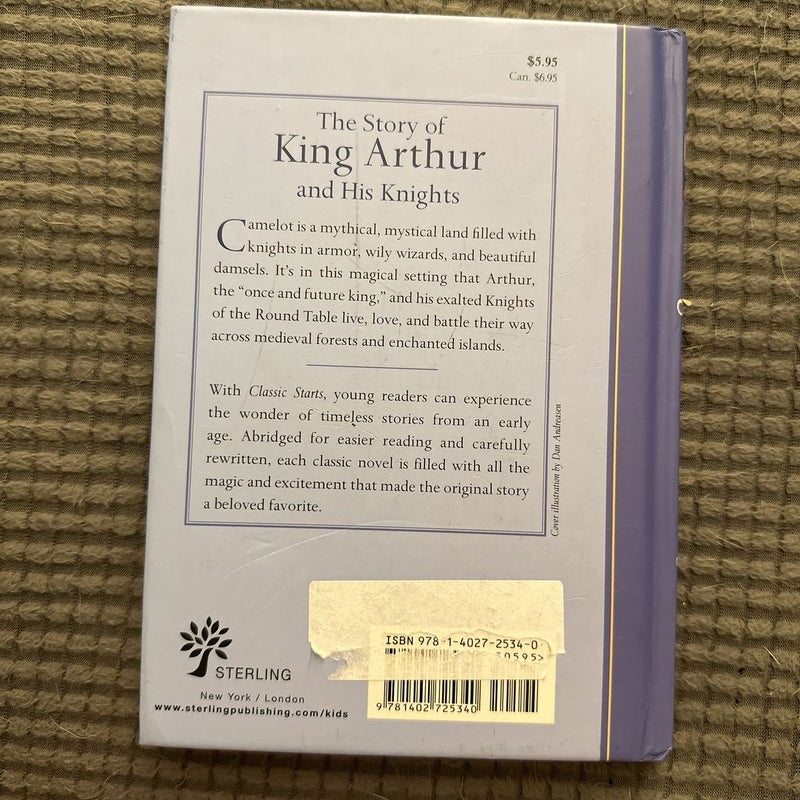 $5.95
Can. $6.95
The Story of
King Arthur
and His Knights
Camelot is a mythical, mystical land filled with
knights in armor, wily wizards, and beautiful
damsels. It's in this magical setting that Arthur,
the “once and future king,” and his exalted Knights
of the Round Table live, love, and battle their way
across medieval forests and enchanted islands.
With Classic Starts, young readers can experience
the wonder of timeless stories from an early
age. Abridged for easier reading and carefully
rewritten, each classic novel is filled with all the
magic and excitement that made the original story
a beloved favorite.
Cover illustration by Dan Andreasen
STERLING
New York / London
www.sterlingpublishing.com/kids
ISBN 978-1-4027-2534-0
50595>
9 781402 725340